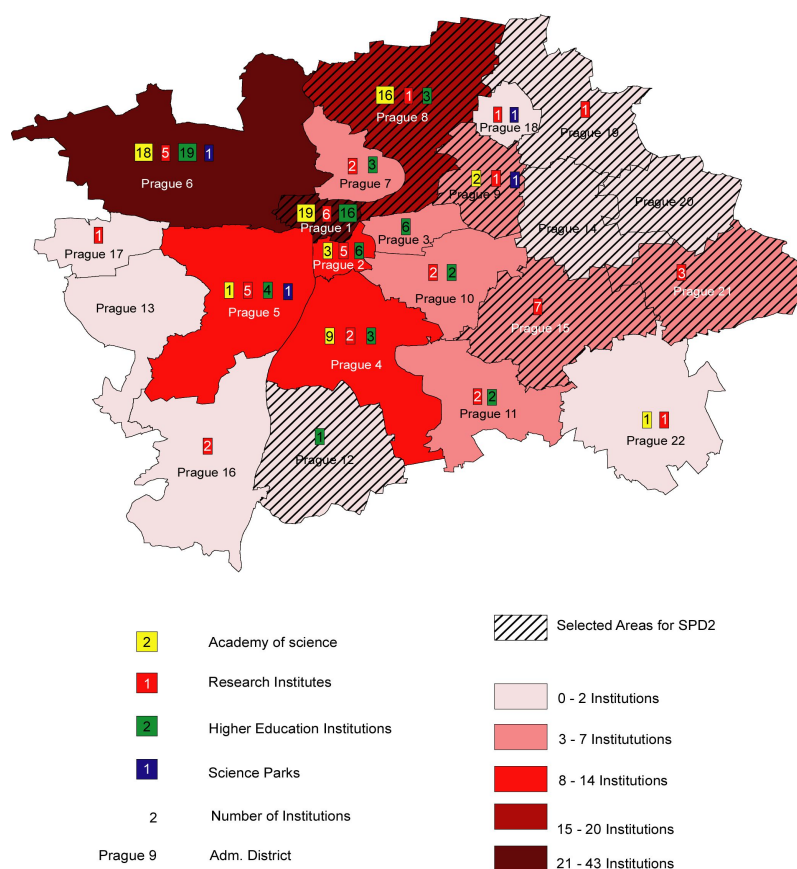 16 1 3
Prague 8
1 1
Prague 18
1
Prague 19
18 5 19 1
Prague 6
2 3
Prague 7
2 1 1
Prague 9
Prague 20
19 6 16
Prague 1
6
Prague 3
Prague 14
1
Prague 17
3 5 6
Prague 2
2 2
Prague 10
3
Prague 21
1 5 4 1
Prague 5
Prague 13
7
Prague 15
9 2 3
Prague 4
2 2
Prague 11
1 1
Prague 22
2
Prague 16
1
Prague 12
2 Academy of science
1 Research Institutes
2 Higher Education Institutions
1 Science Parks
2 Number of Institutions
Prague 9 Adm. District
Selected Areas for SPD2
0 - 2 Institutions
3 - 7 Institututions
8 - 14 Institutions
15 - 20 Institutions
21 - 43 Institutions